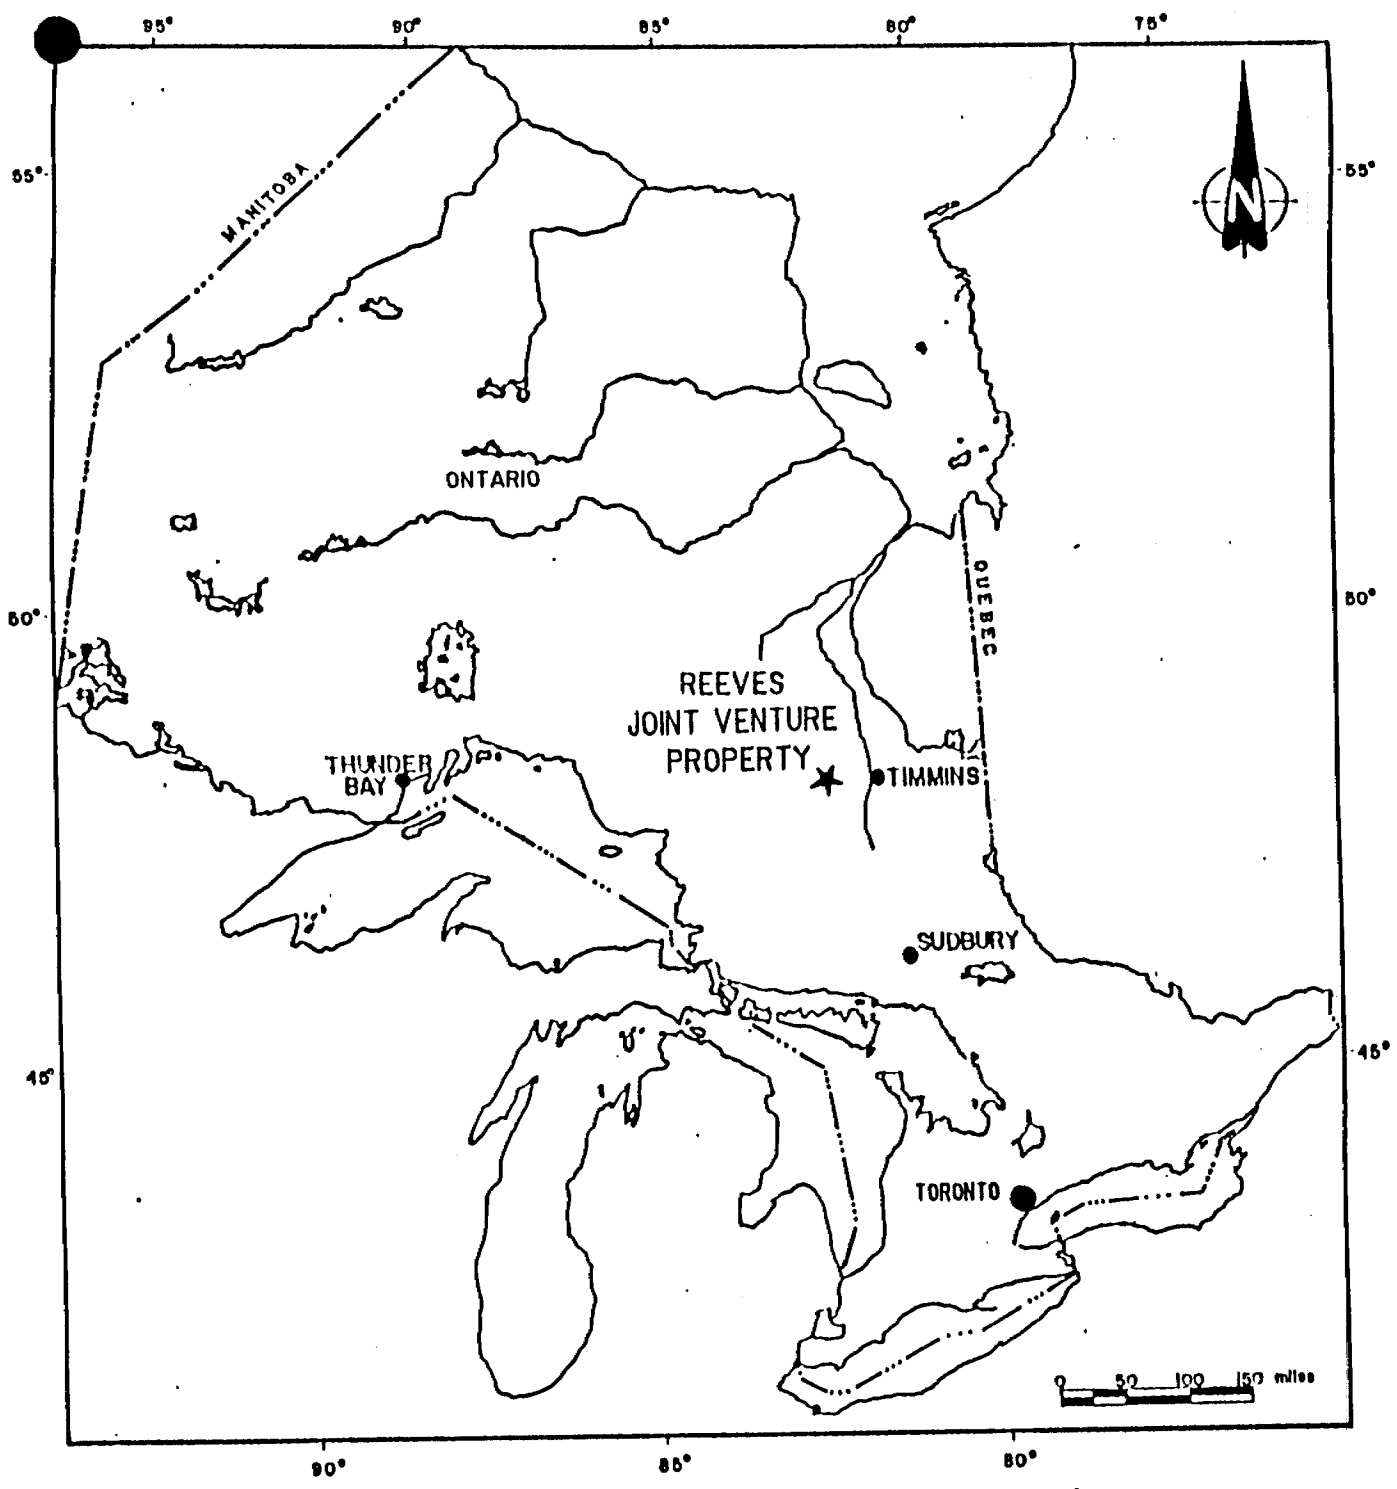 95° 90° 85° 80° 75°
55° 55°
MANITOBA
N
ONTARIO
QUEBEC
50° 50°
REEVES
JOINT VENTURE
PROPERTY
THUNDER
BAY
TIMMINS
SUDBURY
45° 45°
TORONTO
0 50 100 150 miles
90° 85° 80°